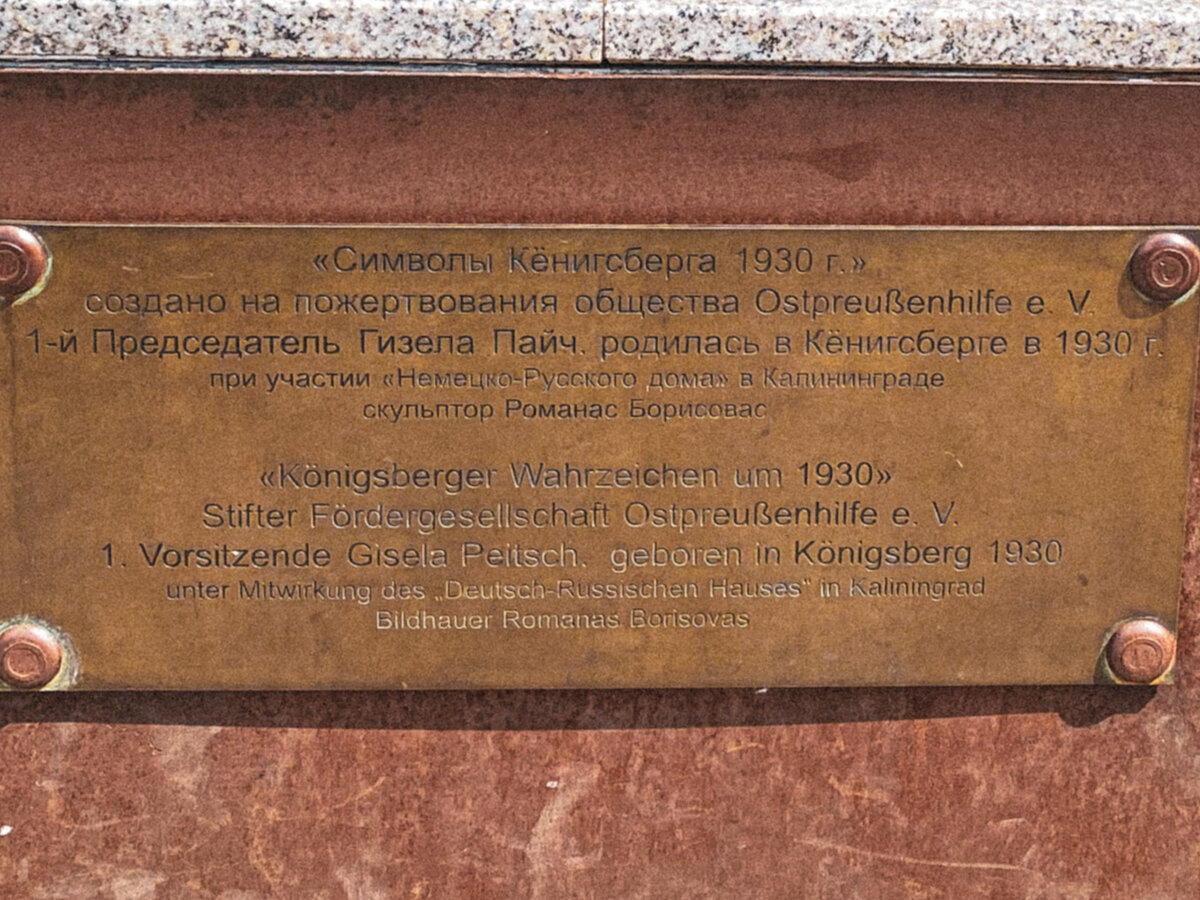 «Символы Кёнигсберга 1930 г.»
создано на пожертвования общества Ostpreußenhilfe e. V.
1-й Председатель Гизела Пайч. родилась в Кёнигсберге в 1930 г.
при участии «Немецко-Русского дома» в Калининграде
скульптор Романас Борисовас
«Königsberger Wahrzeichen um 1930»
Stifter Fördergesellschaft Ostpreußenhilfe e. V.
1. Vorsitzende Gisela Peitsch. geboren in Königsberg 1930
unter Mitwirkung des „Deutsch-Russischen Hauses“ in Kaliningrad
Bildhauer Romanas Borisovas